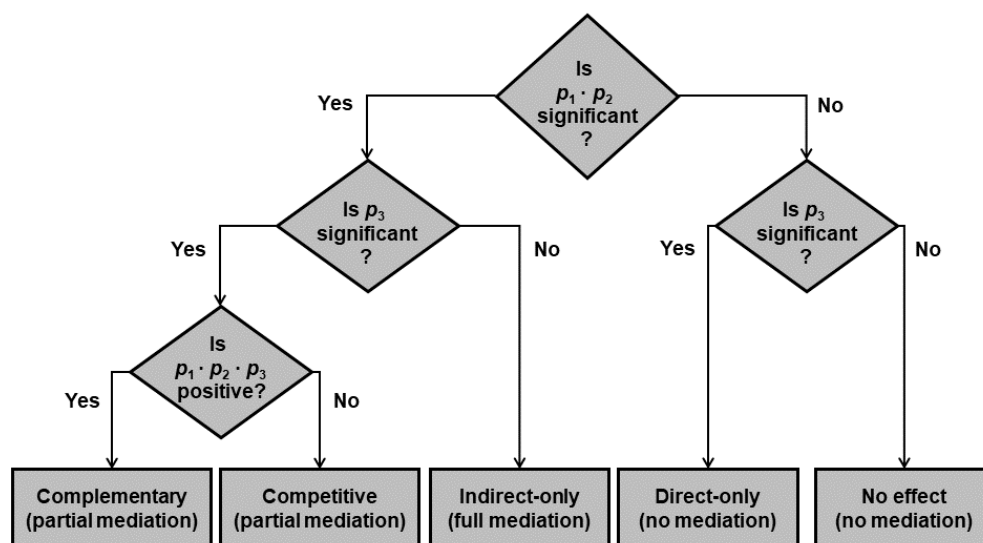 Is
p₁ · p₂
significant
?
Yes
No
Is p₃
significant
?
Is p₃
significant
?
Yes
No
Yes
No
Is
p₁ · p₂ · p₃
positive?
Yes
No
Complementary
(partial mediation)
Competitive
(partial mediation)
Indirect-only
(full mediation)
Direct-only
(no mediation)
No effect
(no mediation)